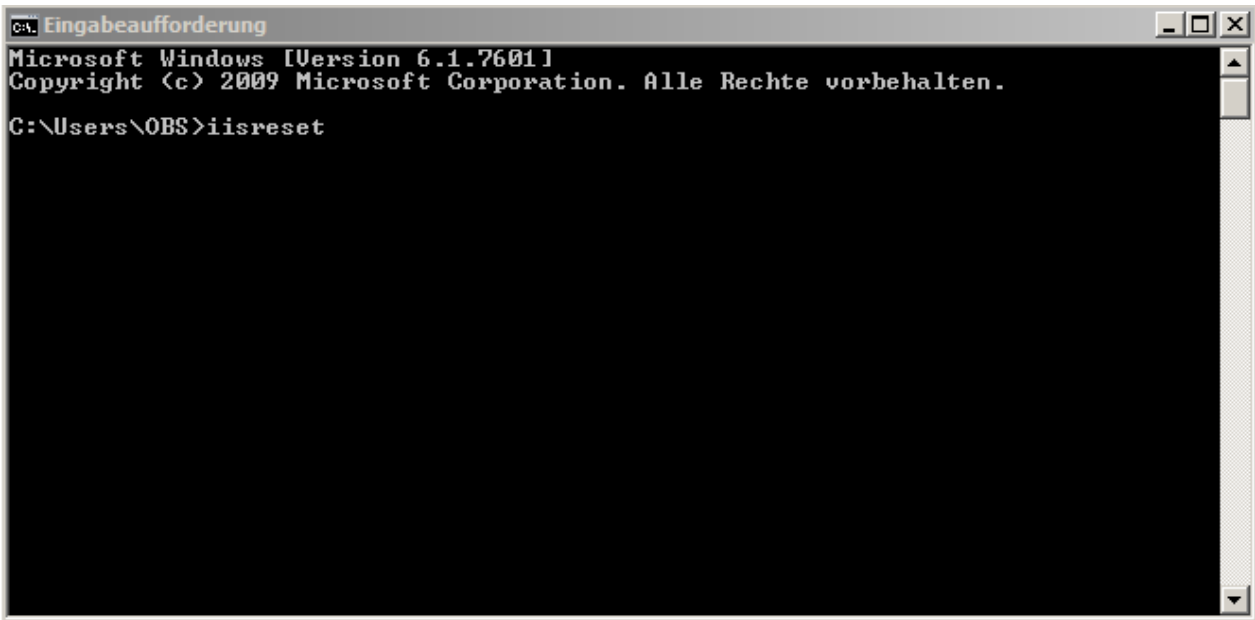 Eingabeaufforderung
Microsoft Windows [Version 6.1.7601]
Copyright (c) 2009 Microsoft Corporation. Alle Rechte vorbehalten.
C:\Users\OBS>iisreset